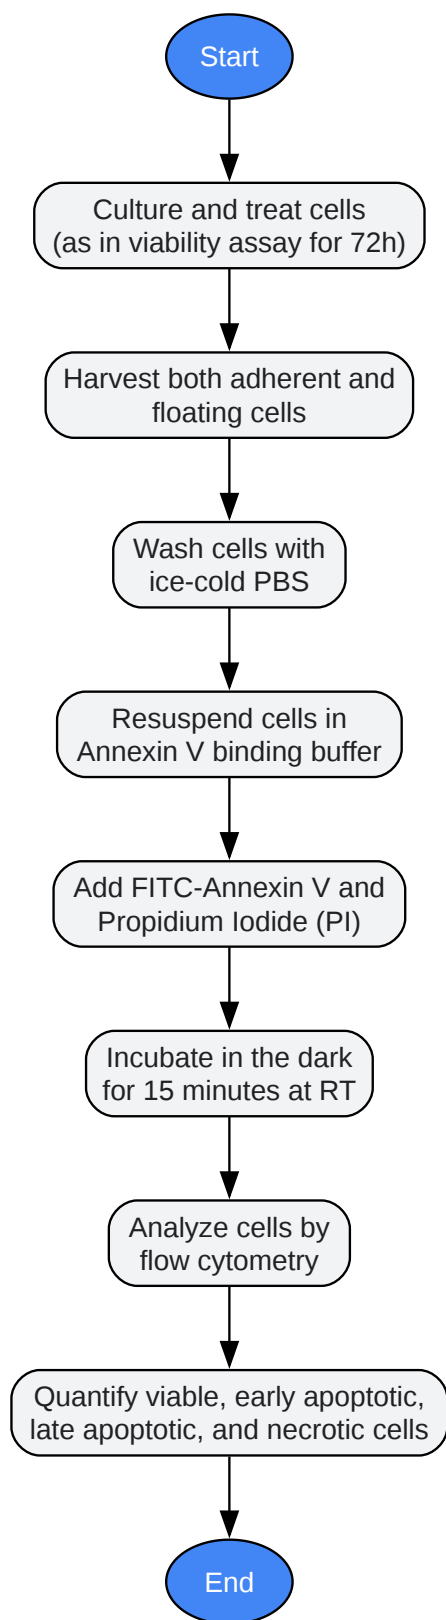 Start
Culture and treat cells
(as in viability assay for 72h)
Harvest both adherent and
floating cells
Wash cells with
ice-cold PBS
Resuspend cells in
Annexin V binding buffer
Add FITC-Annexin V and
Propidium Iodide (PI)
Incubate in the dark
for 15 minutes at RT
Analyze cells by
flow cytometry
Quantify viable, early apoptotic,
late apoptotic, and necrotic cells
End